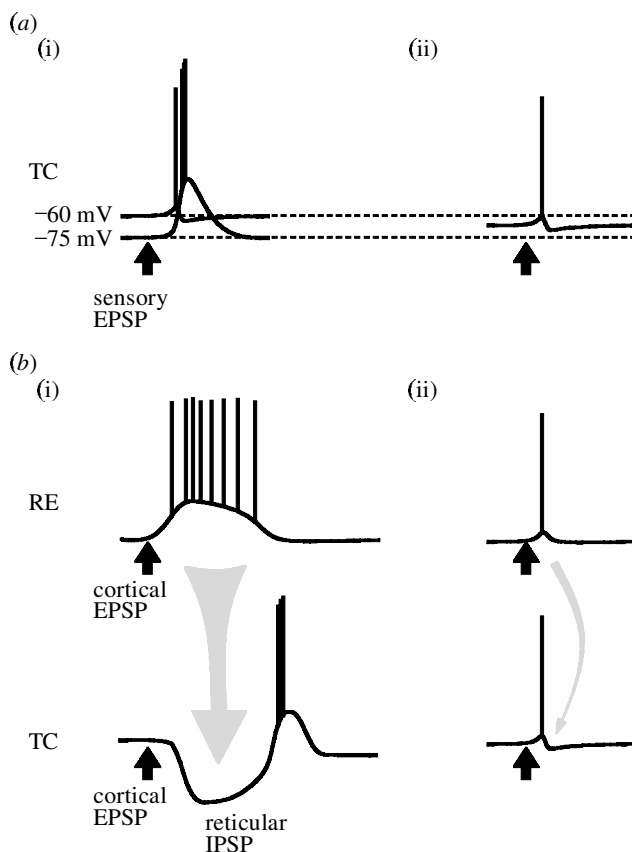 (a)
(i) (ii)
TC
−60 mV
−75 mV
sensory
EPSP
(b)
(i) (ii)
RE
cortical
EPSP
TC
cortical
EPSP
reticular
IPSP